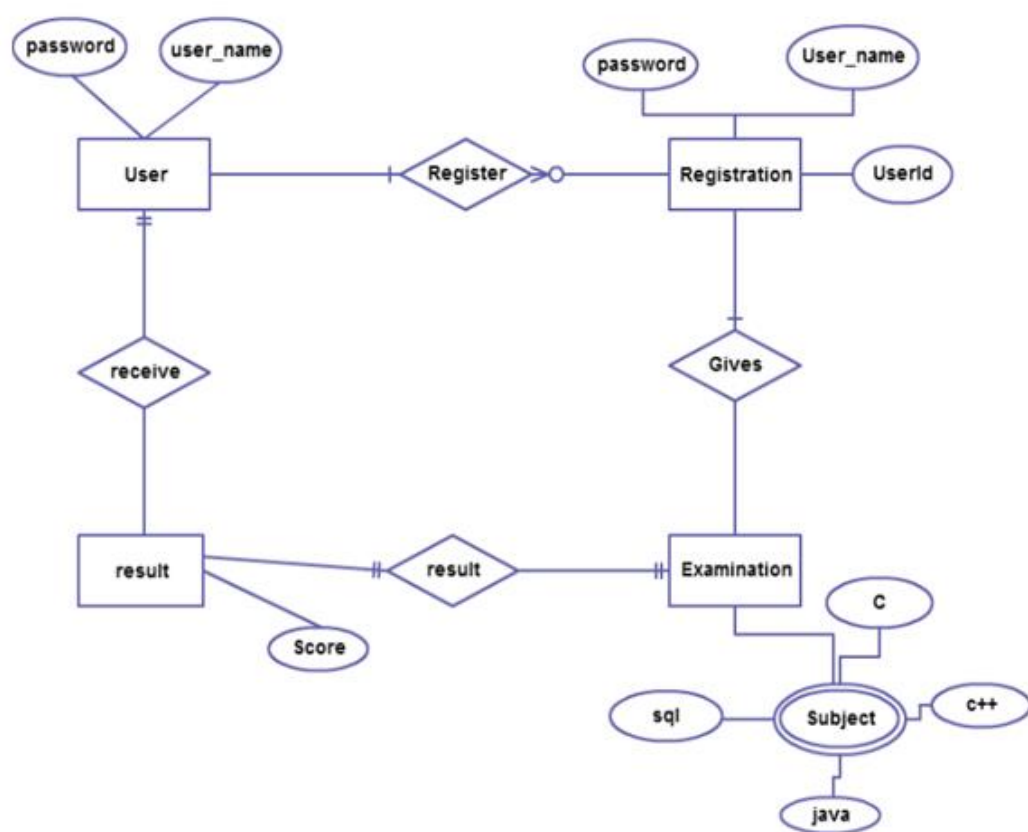 password
user_name
password
User_name
User
Register
Registration
UserId
receive
Gives
result
result
Examination
Score
C
sql
Subject
c++
java